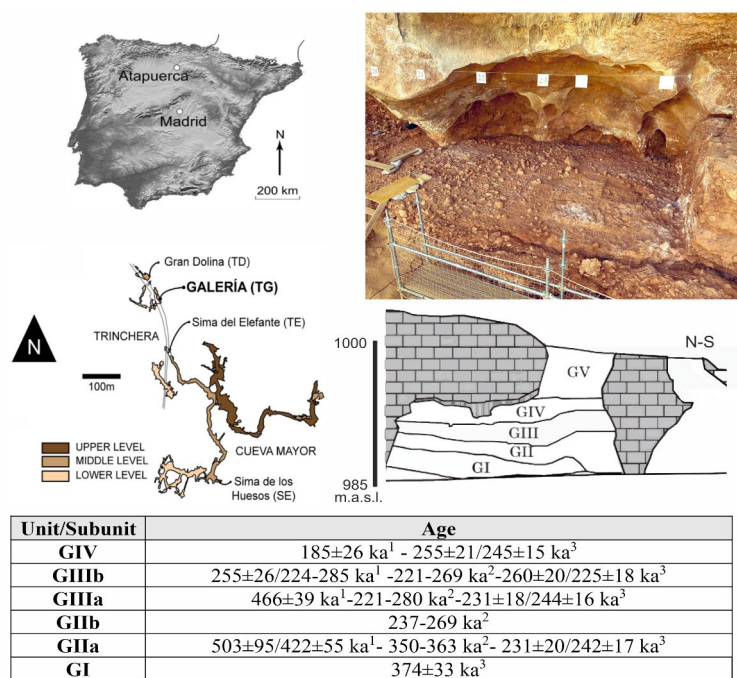 Atapuerca
Madrid
N
200 km
Gran Dolina (TD)
GALERÍA (TG)
TRINCHERA
Sima del Elefante (TE)
N
100m
CUEVA MAYOR
UPPER LEVEL
MIDDLE LEVEL
LOWER LEVEL
Sima de los
Huesos (SE)
1000
N-S
GV
GIV
GIII
GII
GI
985
m.a.s.l.
Unit/Subunit Age
GIV 185±26 ka¹ - 255±21/245±15 ka³
GIIIb 255±26/224-285 ka¹ -221-269 ka²-260±20/225±18 ka³
GIIIa 466±39 ka¹-221-280 ka²-231±18/244±16 ka³
GIIb 237-269 ka²
GIIa 503±95/422±55 ka¹- 350-363 ka²- 231±20/242±17 ka³
GI 374±33 ka³